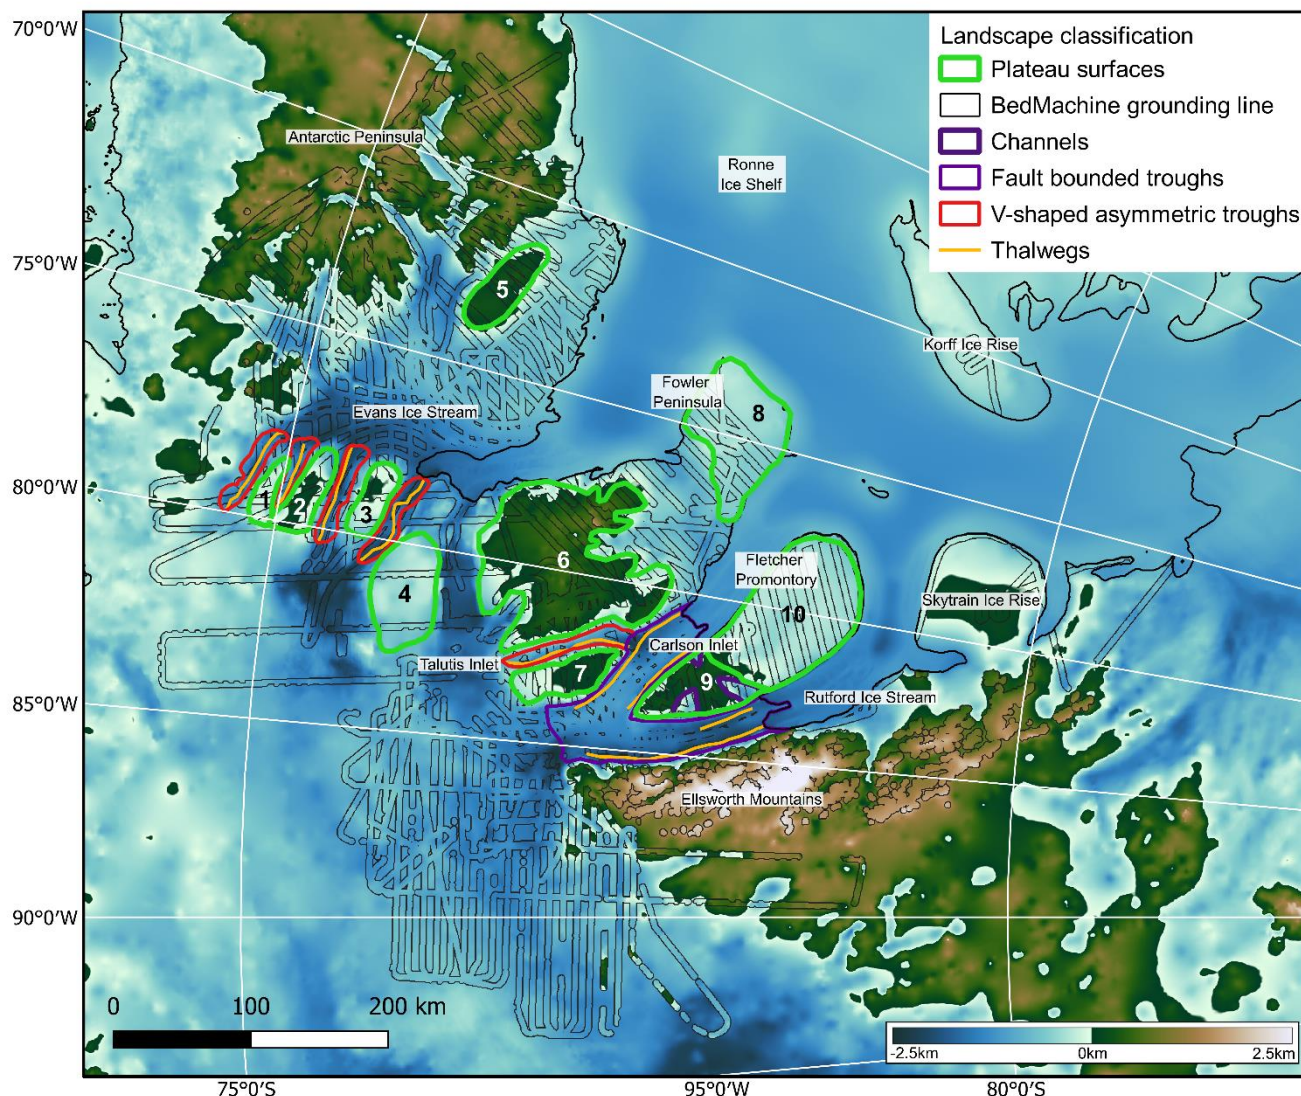 70°0’W
75°0’W
80°0’W
85°0’W
90°0’W
Landscape classification
Plateau surfaces
BedMachine grounding line
Channels
Fault bounded troughs
V-shaped asymmetric troughs
Thalwegs
Antarctic Peninsula
Ronne
Ice Shelf
5
Korff Ice Rise
Fowler
Peninsula
8
Evans Ice Stream
1
2
3
4
6
Fletcher
Promontory
10
Skytrain Ice Rise
Carlson Inlet
Talutis Inlet
7
9
Rutford Ice Stream
Ellsworth Mountains
0
100
200 km
-2.5km
0km
2.5km
75°0’S
95°0’W
80°0’S